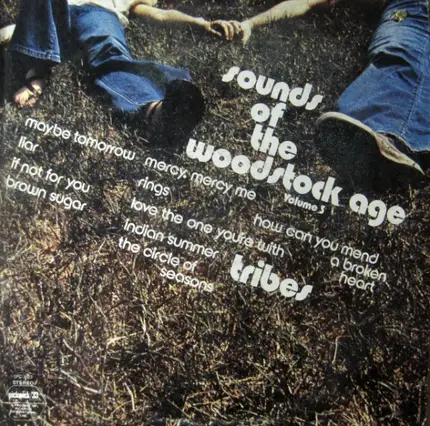 sounds
of
the
woodstock age
Volume 3
maybe tomorrow
liar
if not for you
brown sugar
mercy, mercy me
rings
love the one you're with
indian summer
the circle of
seasons
how can you mend
a broken
heart
tribes
STEREO
pickwick/33